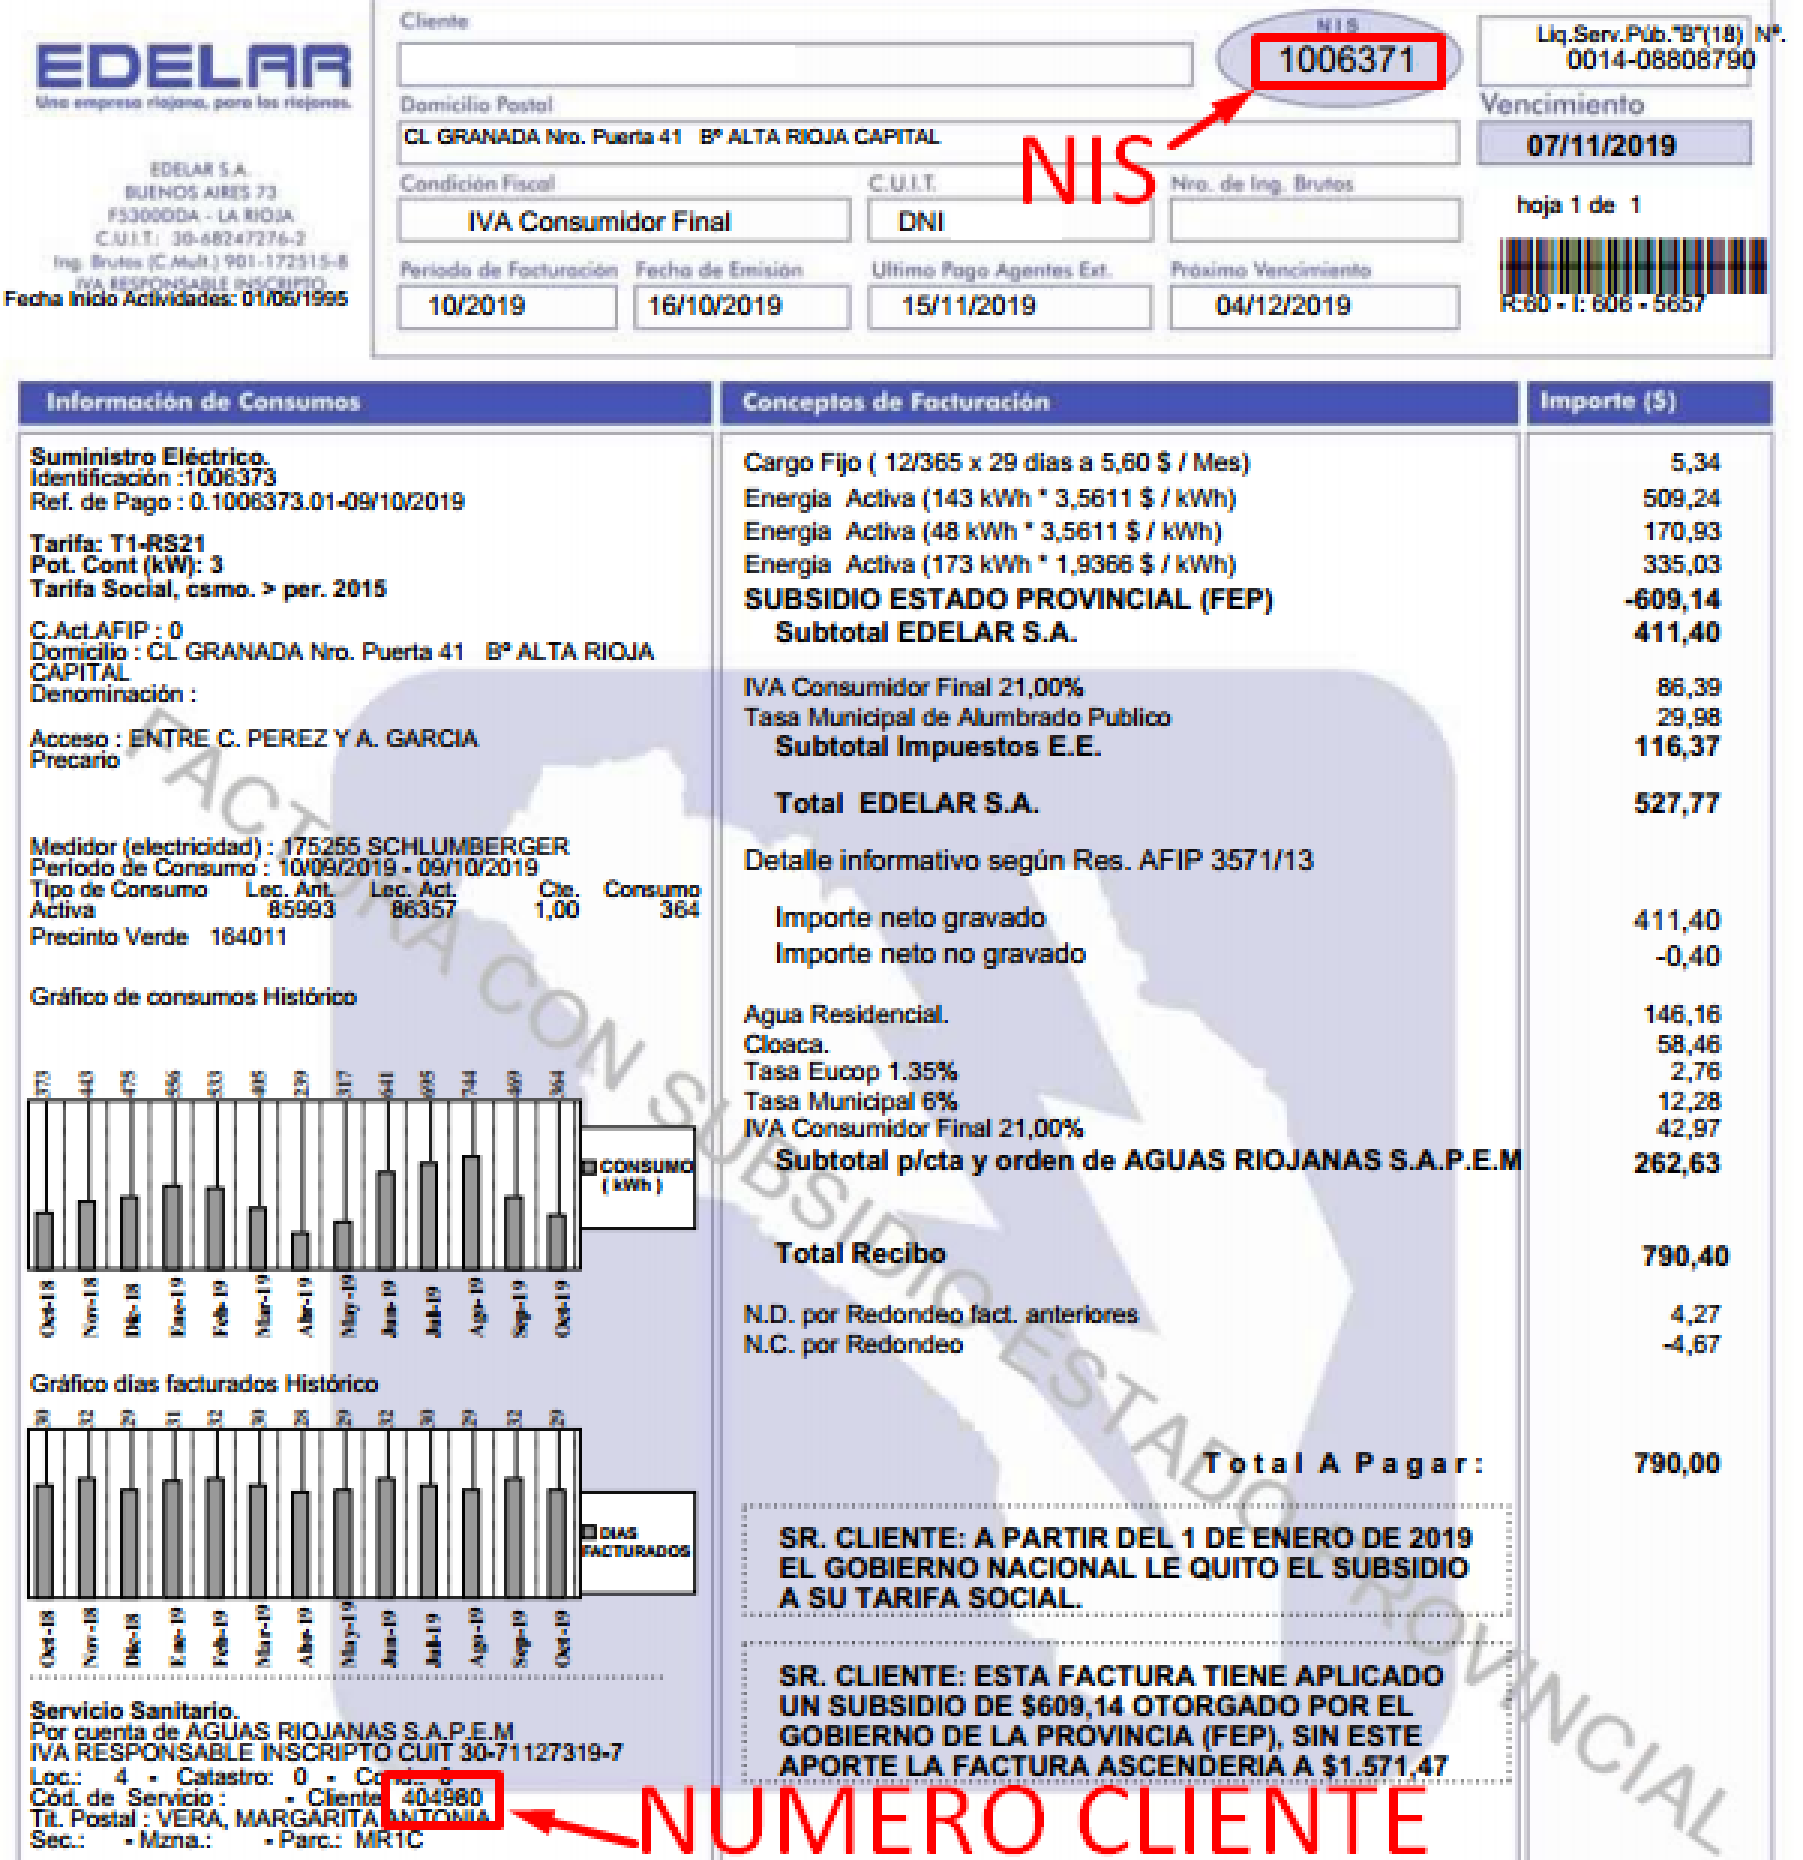 EDELAR
Una empresa riojana, para los riojanos.
EDELAR S.A.
BUENOS AIRES 73
F5300DDA - LA RIOJA
C.U.I.T: 30-68247276-2
Ing. Brutos (C.Mult.) 901-172515-8
IVA RESPONSABLE INSCRIPTO
Fecha Inicio Actividades: 01/06/1995
Cliente
NIS
1006371
Liq.Serv.Púb."B"(18) Nº.
0014-08808790
Domicilio Postal
CL GRANADA Nro. Puerta 41 Bº ALTA RIOJA CAPITAL
NIS
Vencimiento
07/11/2019
Condición Fiscal
IVA Consumidor Final
C.U.I.T.
DNI
Nro. de Ing. Brutos
hoja 1 de 1
Período de Facturación
10/2019
Fecha de Emisión
16/10/2019
Ultimo Pago Agentes Ext.
15/11/2019
Próximo Vencimiento
04/12/2019
R:60 - I: 606 - 5657
Información de Consumos
Suministro Eléctrico.
Identificación :1006373
Ref. de Pago : 0.1006373.01-09/10/2019
Tarifa: T1-RS21
Pot. Cont (kW): 3
Tarifa Social, csmo. > per. 2015
C.Act.AFIP : 0
Domicilio : CL GRANADA Nro. Puerta 41 Bº ALTA RIOJA
CAPITAL
Denominación :
Acceso : ENTRE C. PEREZ Y A. GARCIA
Precario
Medidor (electricidad) : 175255 SCHLUMBERGER
Periodo de Consumo : 10/09/2019 - 09/10/2019
Tipo de Consumo Lec. Ant. Lec. Act. Cte. Consumo
Activa 85993 86357 1,00 364
Precinto Verde 164011
Gráfico de consumos Histórico
373 443 475 556 533 405 239 317 641 695 744 469 364
CONSUMO
( kWh )
Oct-18 Nov-18 Dic-18 Ene-19 Feb-19 Mar-19 Abr-19 May-19 Jun-19 Jul-19 Ago-19 Sep-19 Oct-19
Gráfico dias facturados Histórico
30 32 29 31 32 30 28 29 32 30 29 32 29
DIAS
FACTURADOS
Oct-18 Nov-18 Dic-18 Ene-19 Feb-19 Mar-19 Abr-19 May-19 Jun-19 Jul-19 Ago-19 Sep-19 Oct-19
Servicio Sanitario.
Por cuenta de AGUAS RIOJANAS S.A.P.E.M
IVA RESPONSABLE INSCRIPTO CUIT 30-71127319-7
Loc.: 4 - Catastro: 0 -
Cód. de Servicio : - Cliente 404980
Tit. Postal : VERA, MARGARITA ANTONIA
Sec.: - Mzna.: - Parc.: MR1C
NUMERO CLIENTE
Conceptos de Facturación Importe ($)
Cargo Fijo ( 12/365 x 29 dias a 5,60 $ / Mes) 5,34
Energia Activa (143 kWh * 3,5611 $ / kWh) 509,24
Energia Activa (48 kWh * 3,5611 $ / kWh) 170,93
Energia Activa (173 kWh * 1,9366 $ / kWh) 335,03
SUBSIDIO ESTADO PROVINCIAL (FEP) -609,14
Subtotal EDELAR S.A. 411,40
IVA Consumidor Final 21,00% 86,39
Tasa Municipal de Alumbrado Publico 29,98
Subtotal Impuestos E.E. 116,37
Total EDELAR S.A. 527,77
Detalle informativo según Res. AFIP 3571/13
Importe neto gravado 411,40
Importe neto no gravado -0,40
Agua Residencial. 146,16
Cloaca. 58,46
Tasa Eucop 1.35% 2,76
Tasa Municipal 6% 12,28
IVA Consumidor Final 21,00% 42,97
Subtotal p/cta y orden de AGUAS RIOJANAS S.A.P.E.M 262,63
Total Recibo 790,40
N.D. por Redondeo fact. anteriores 4,27
N.C. por Redondeo -4,67
Total A Pagar: 790,00
SR. CLIENTE: A PARTIR DEL 1 DE ENERO DE 2019
EL GOBIERNO NACIONAL LE QUITO EL SUBSIDIO
A SU TARIFA SOCIAL.
SR. CLIENTE: ESTA FACTURA TIENE APLICADO
UN SUBSIDIO DE $609,14 OTORGADO POR EL
GOBIERNO DE LA PROVINCIA (FEP), SIN ESTE
APORTE LA FACTURA ASCENDERIA A $1.571,47
FACTURA CON SUBSIDIO ESTADO PROVINCIAL